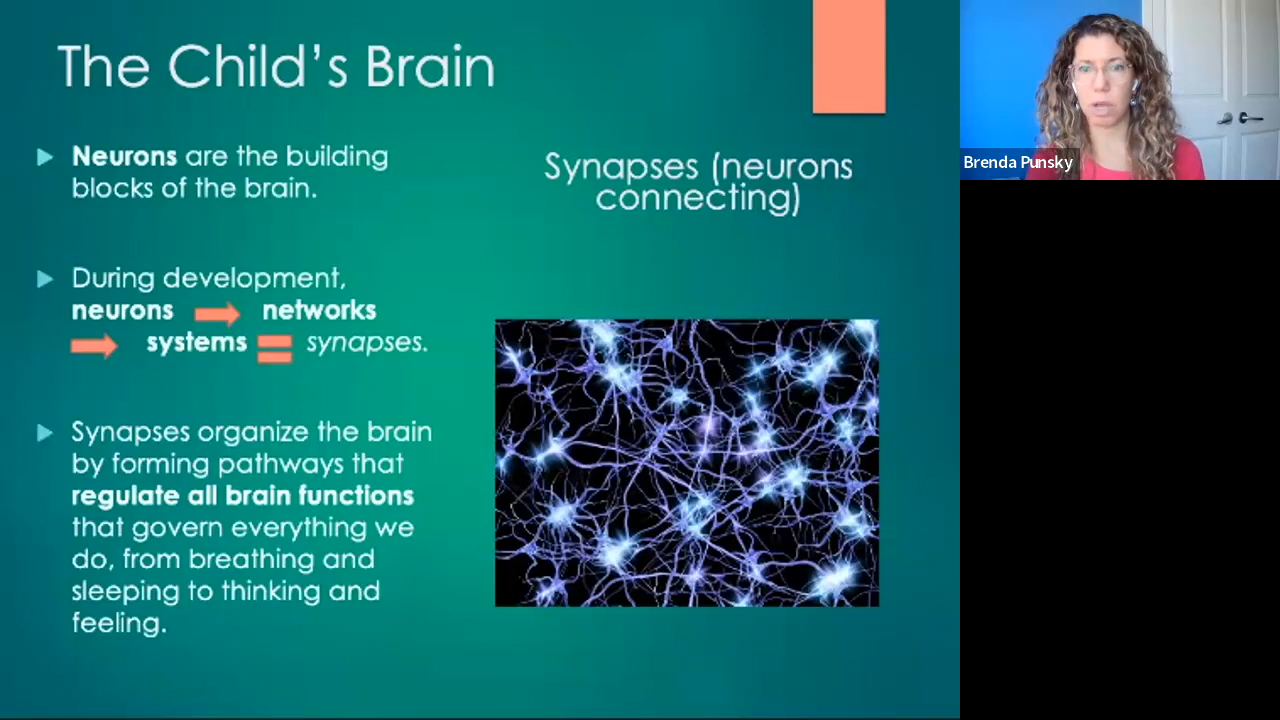 The Child's Brain
Neurons are the building
blocks of the brain.
During development,
neurons networks
systems synapses.
Synapses organize the brain
by forming pathways that
regulate all brain functions
that govern everything we
do, from breathing and
sleeping to thinking and
feeling.
Synapses (neurons
connecting)
Brenda Punsky